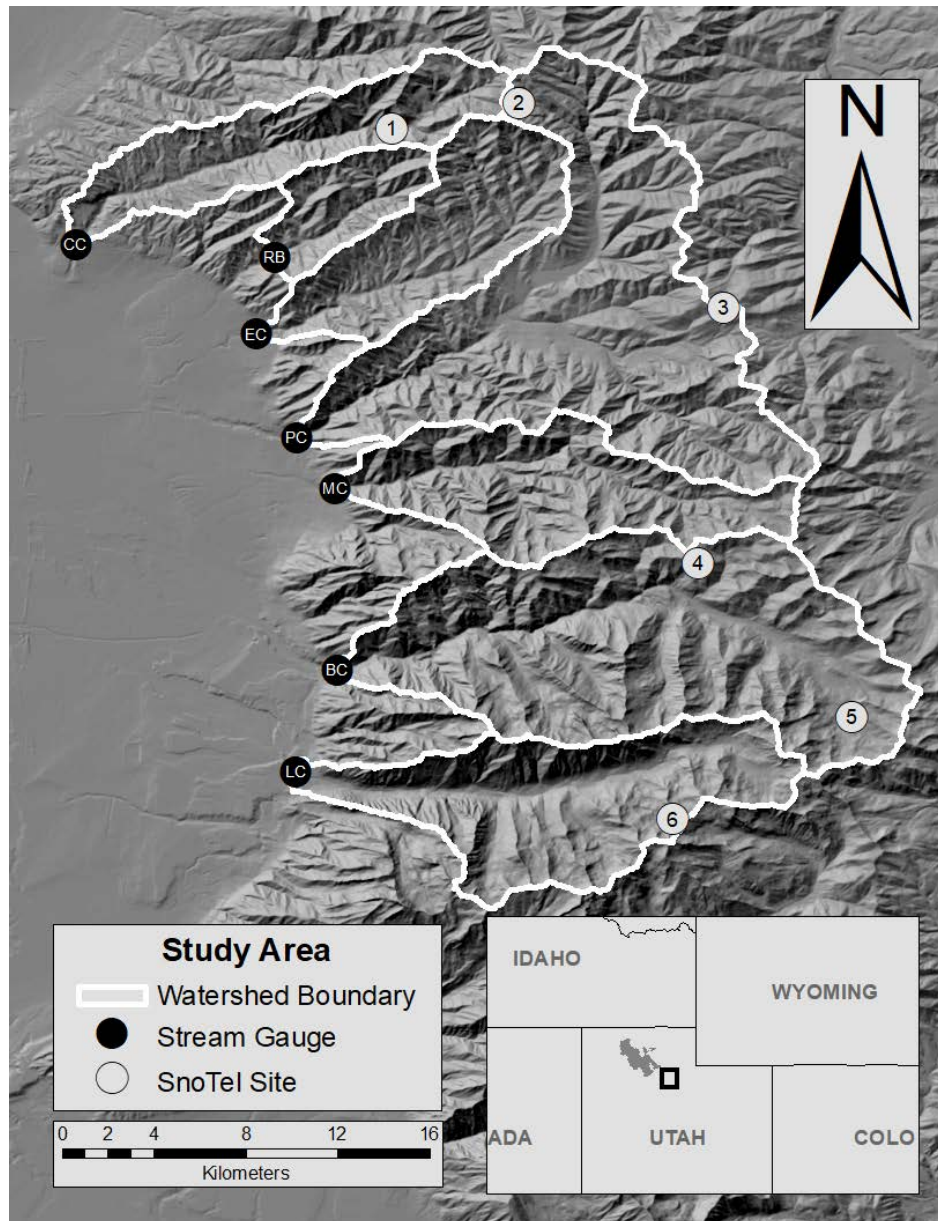 2
1
N
CC
RB
3
EC
PC
MC
4
BC
5
LC
6
Study Area
Watershed Boundary
Stream Gauge
SnoTel Site
0 2 4 8 12 16
Kilometers
IDAHO
WYOMING
ADA
UTAH
COLO